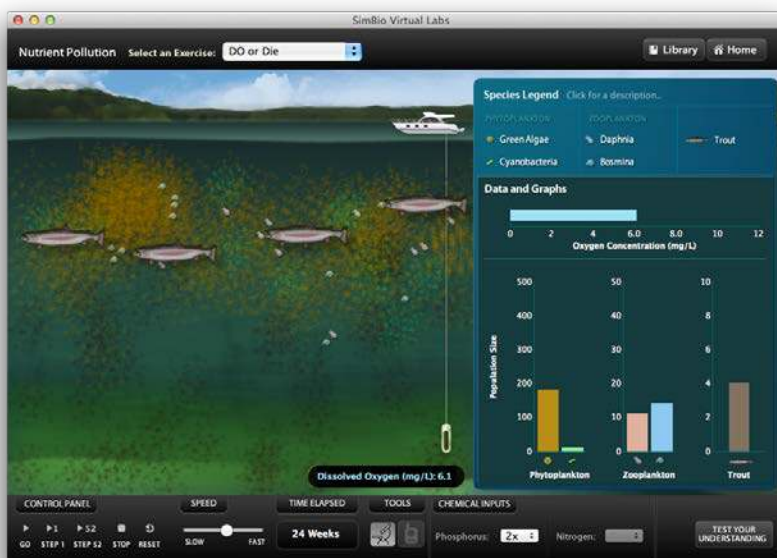 SimBio Virtual Labs
Nutrient Pollution Select an Exercise: DO or Die Library Home
Species Legend Click for a description...
PHYTOPLANKTON ZOOPLANKTON
Green Algae Daphnia Trout
Cyanobacteria Bosmina
Data and Graphs
0 2 4 6.0 8.0 10 12
Oxygen Concentration (mg/L)
500 50 10
400 40 8
300 30 6
200 20 4
100 10 2
0 0 0
Population Size
Phytoplankton Zooplankton Trout
Dissolved Oxygen (mg/L): 6.1
CONTROL PANEL SPEED TIME ELAPSED TOOLS CHEMICAL INPUTS
1 52
GO STEP 1 STEP 52 STOP RESET
SLOW FAST
24 Weeks
Phosphorus: 2x Nitrogen:
TEST YOUR
UNDERSTANDING